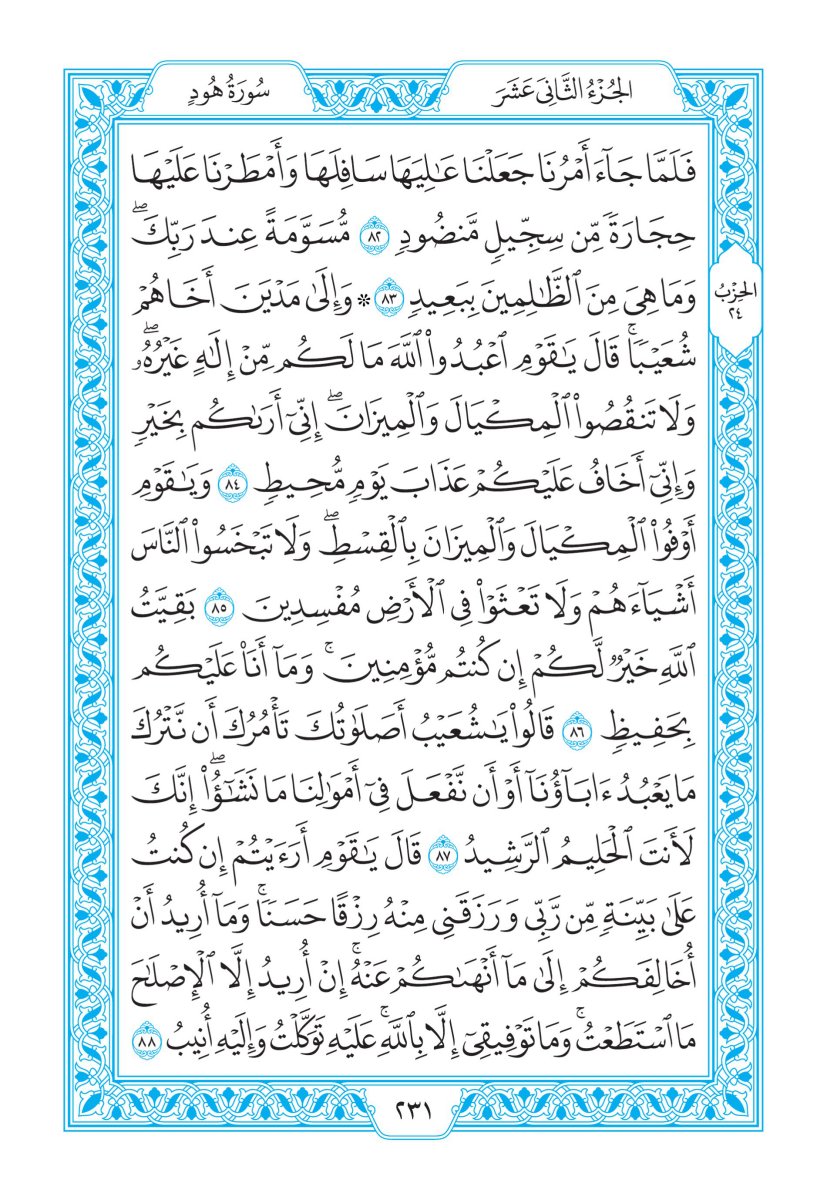 الجُزْءُ الثَّانِىَ عَشَرَ
سُورَةُ هُودٍ
فَلَمَّا جَآءَ أَمْرُنَا جَعَلْنَا عَٰلِيَهَا سَافِلَهَا وَأَمْطَرْنَا عَلَيْهَا
حِجَارَةً مِّن سِجِّيلٍ مَّنضُودٍ ٨٢ مُّسَوَّمَةً عِندَ رَبِّكَۖ
وَمَا هِىَ مِنَ ٱلظَّٰلِمِينَ بِبَعِيدٍ ٨٣ * وَإِلَىٰ مَدْيَنَ أَخَاهُمْ
الحِزْبُ
٢٤
شُعَيْبًاۚ قَالَ يَٰقَوْمِ ٱعْبُدُوا۟ ٱللَّهَ مَا لَكُم مِّنْ إِلَٰهٍ غَيْرُهُۥۖ
وَلَا تَنقُصُوا۟ ٱلْمِكْيَالَ وَٱلْمِيزَانَۖ إِنِّىٓ أَرَىٰكُم بِخَيْرٍ
وَإِنِّىٓ أَخَافُ عَلَيْكُمْ عَذَابَ يَوْمٍ مُّحِيطٍ ٨٤ وَيَٰقَوْمِ
أَوْفُوا۟ ٱلْمِكْيَالَ وَٱلْمِيزَانَ بِٱلْقِسْطِۖ وَلَا تَبْخَسُوا۟ ٱلنَّاسَ
أَشْيَآءَهُمْ وَلَا تَعْثَوْا۟ فِى ٱلْأَرْضِ مُفْسِدِينَ ٨٥ بَقِيَّتُ
ٱللَّهِ خَيْرٌ لَّكُمْ إِن كُنتُم مُّؤْمِنِينَۚ وَمَآ أَنَا۠ عَلَيْكُم
بِحَفِيظٍ ٨٦ قَالُوا۟ يَٰشُعَيْبُ أَصَلَوٰتُكَ تَأْمُرُكَ أَن نَّتْرُكَ
مَا يَعْبُدُ ءَابَآؤُنَآ أَوْ أَن نَّفْعَلَ فِىٓ أَمْوَٰلِنَا مَا نَشَٰٓؤُا۟ۖ إِنَّكَ
لَأَنتَ ٱلْحَلِيمُ ٱلرَّشِيدُ ٨٧ قَالَ يَٰقَوْمِ أَرَءَيْتُمْ إِن كُنتُ
عَلَىٰ بَيِّنَةٍ مِّن رَّبِّى وَرَزَقَنِى مِنْهُ رِزْقًا حَسَنًاۚ وَمَآ أُرِيدُ أَنْ
أُخَالِفَكُمْ إِلَىٰ مَآ أَنْهَىٰكُمْ عَنْهُۚ إِنْ أُرِيدُ إِلَّا ٱلْإِصْلَٰحَ
مَا ٱسْتَطَعْتُۚ وَمَا تَوْفِيقِىٓ إِلَّا بِٱللَّهِۚ عَلَيْهِ تَوَكَّلْتُ وَإِلَيْهِ أُنِيبُ ٨٨
٢٣١